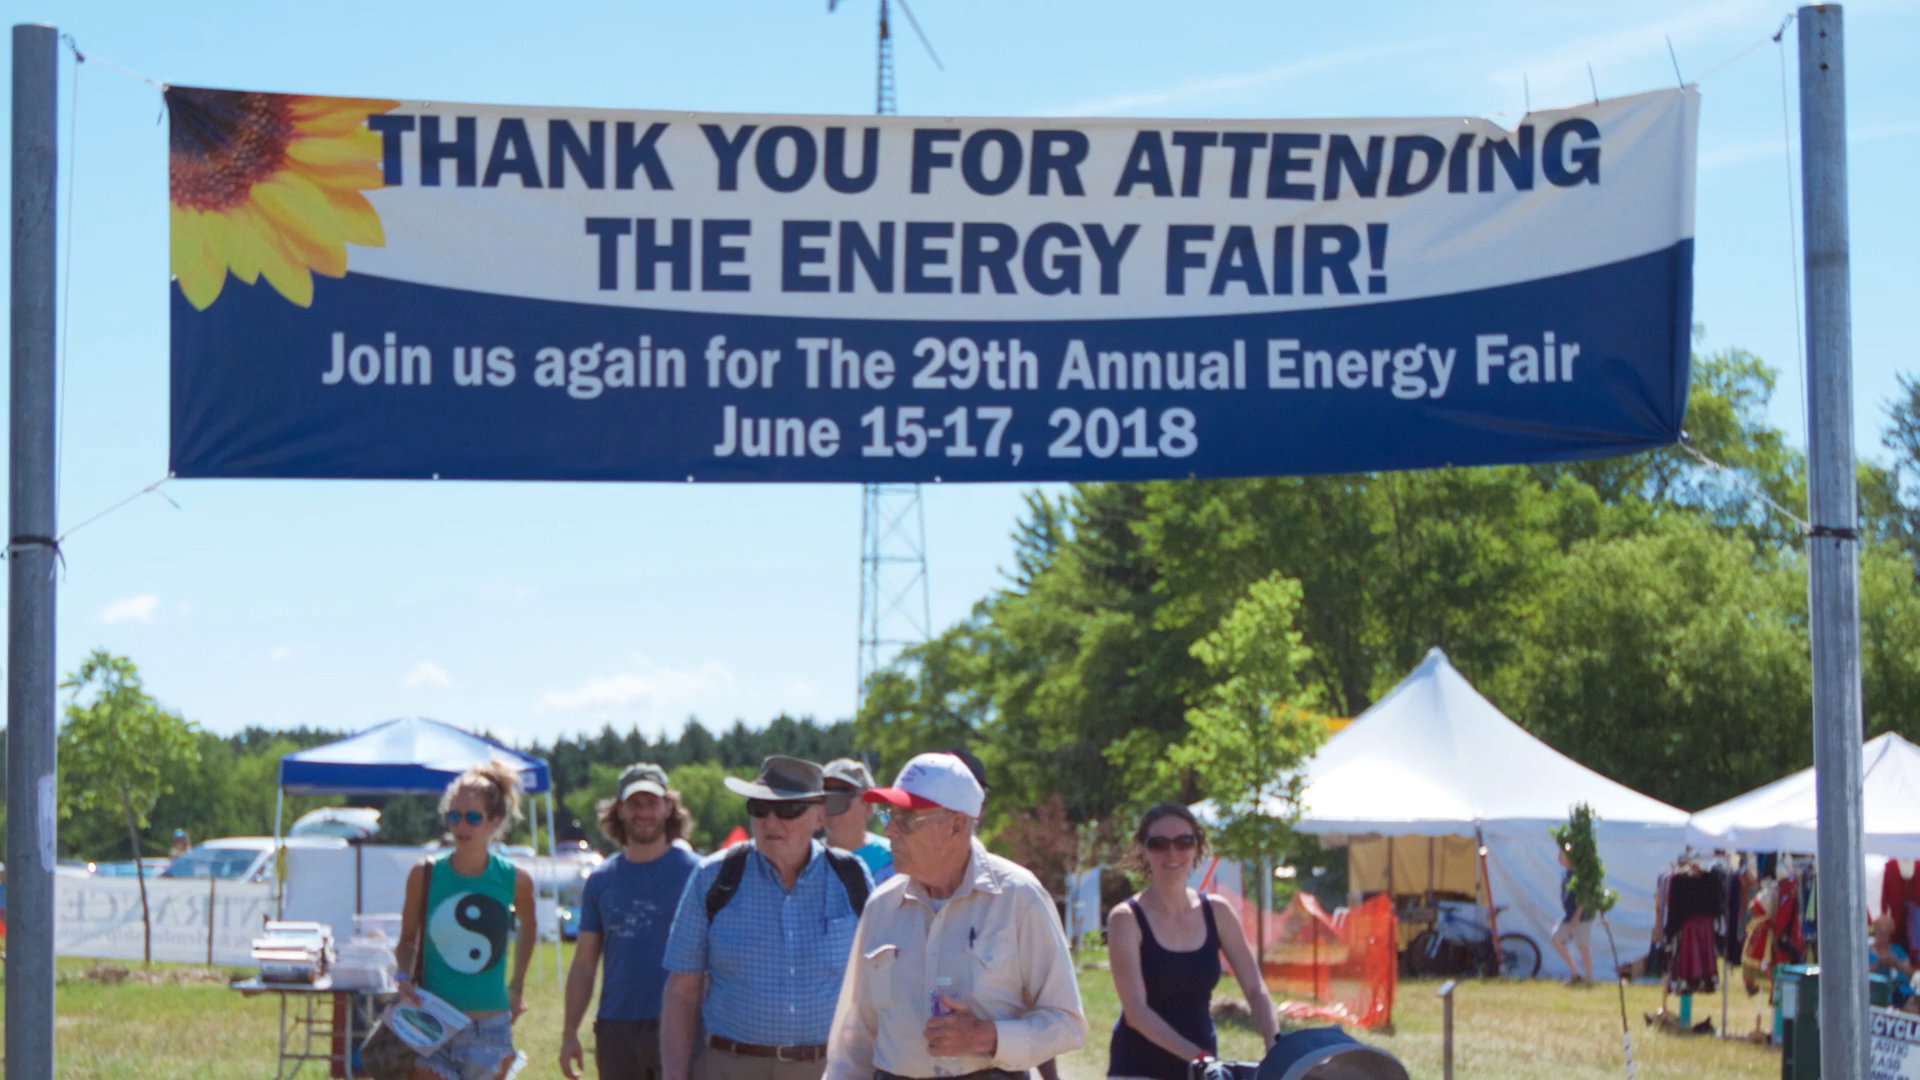 THANK YOU FOR ATTENDING
THE ENERGY FAIR!
Join us again for The 29th Annual Energy Fair
June 15-17, 2018